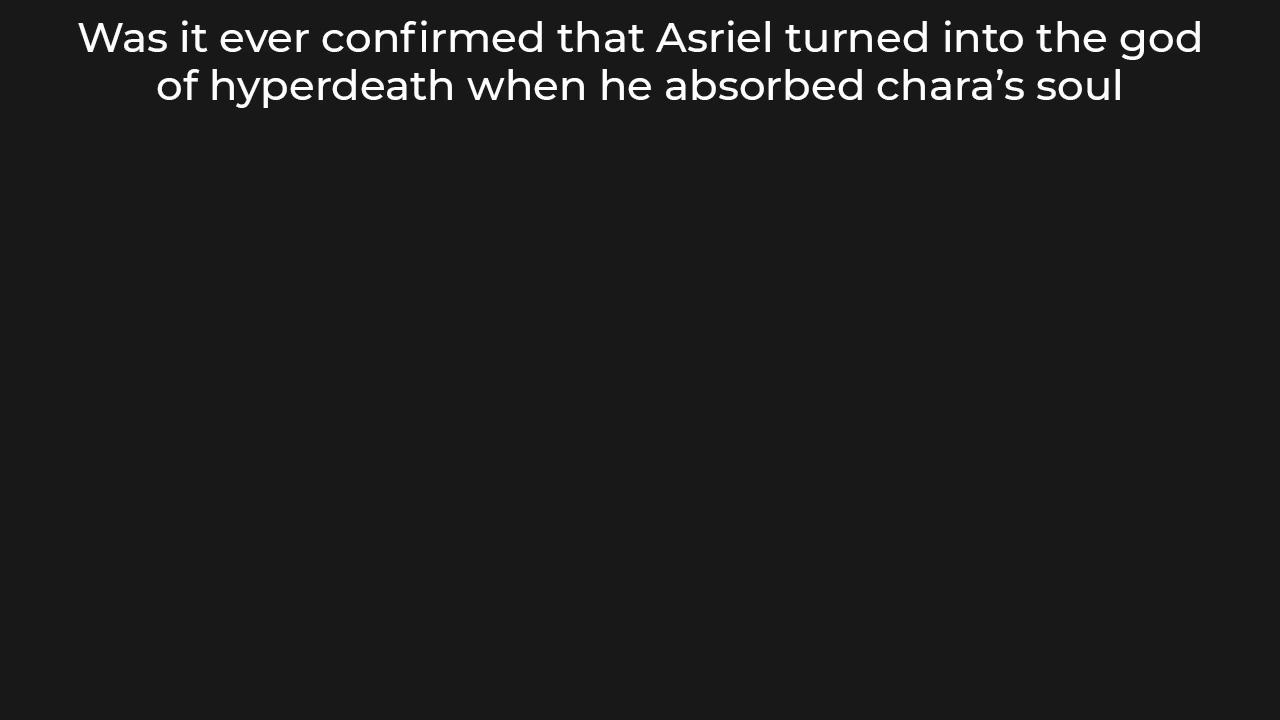 Was it ever confirmed that Asriel turned into the god
of hyperdeath when he absorbed chara’s soul